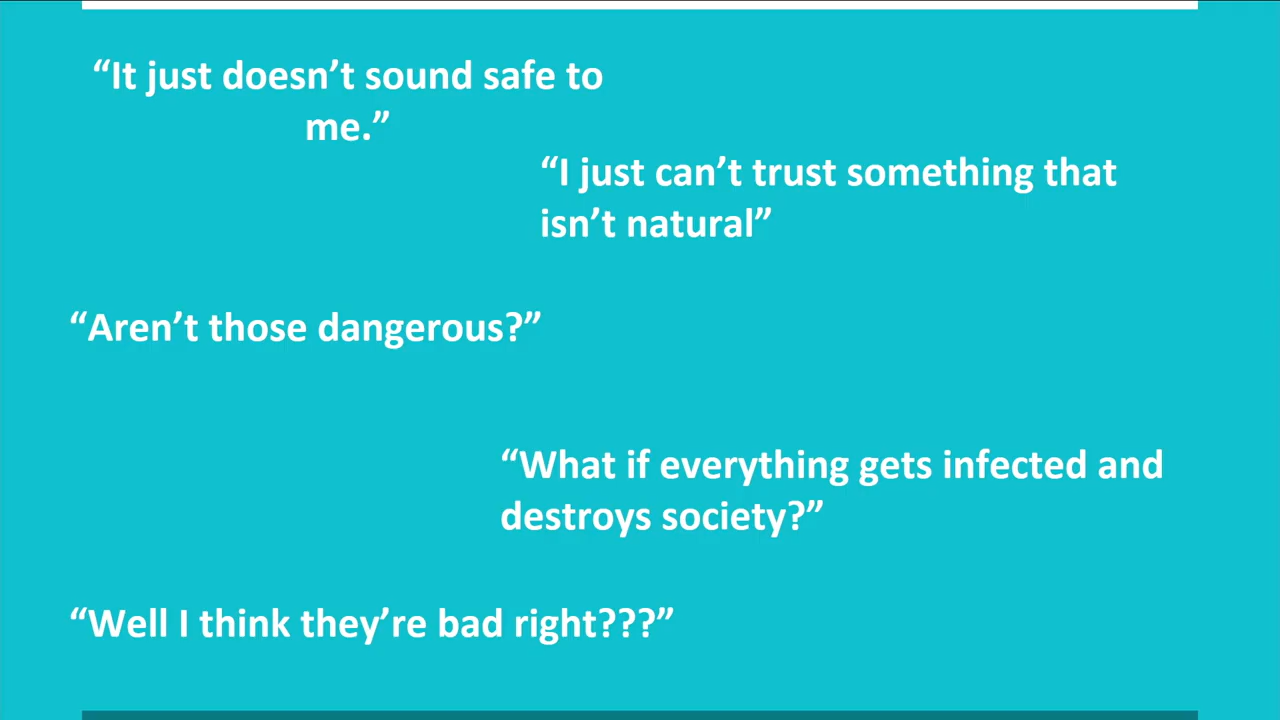 “It just doesn’t sound safe to
me.”
“I just can’t trust something that
isn’t natural”
“Aren’t those dangerous?”
“What if everything gets infected and
destroys society?”
“Well I think they’re bad right???”